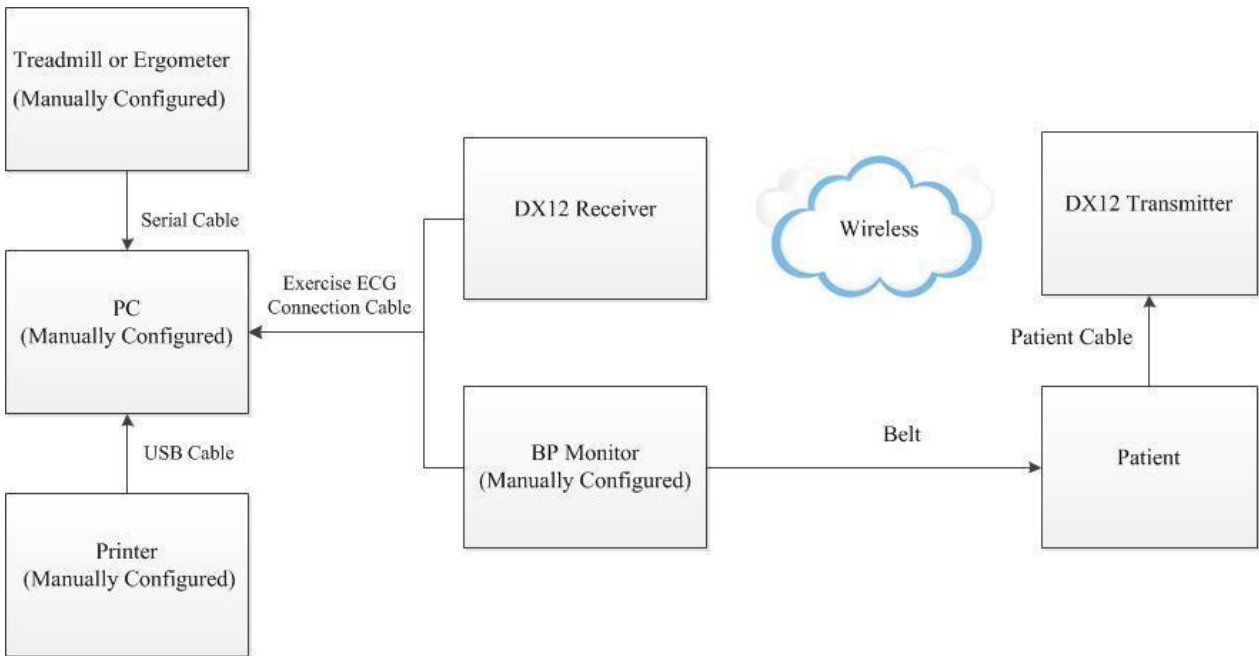 Treadmill or Ergometer
(Manually Configured)
Serial Cable
PC
(Manually Configured)
USB Cable
Printer
(Manually Configured)
Exercise ECG
Connection Cable
DX12 Receiver
BP Monitor
(Manually Configured)
Wireless
Belt
DX12 Transmitter
Patient Cable
Patient